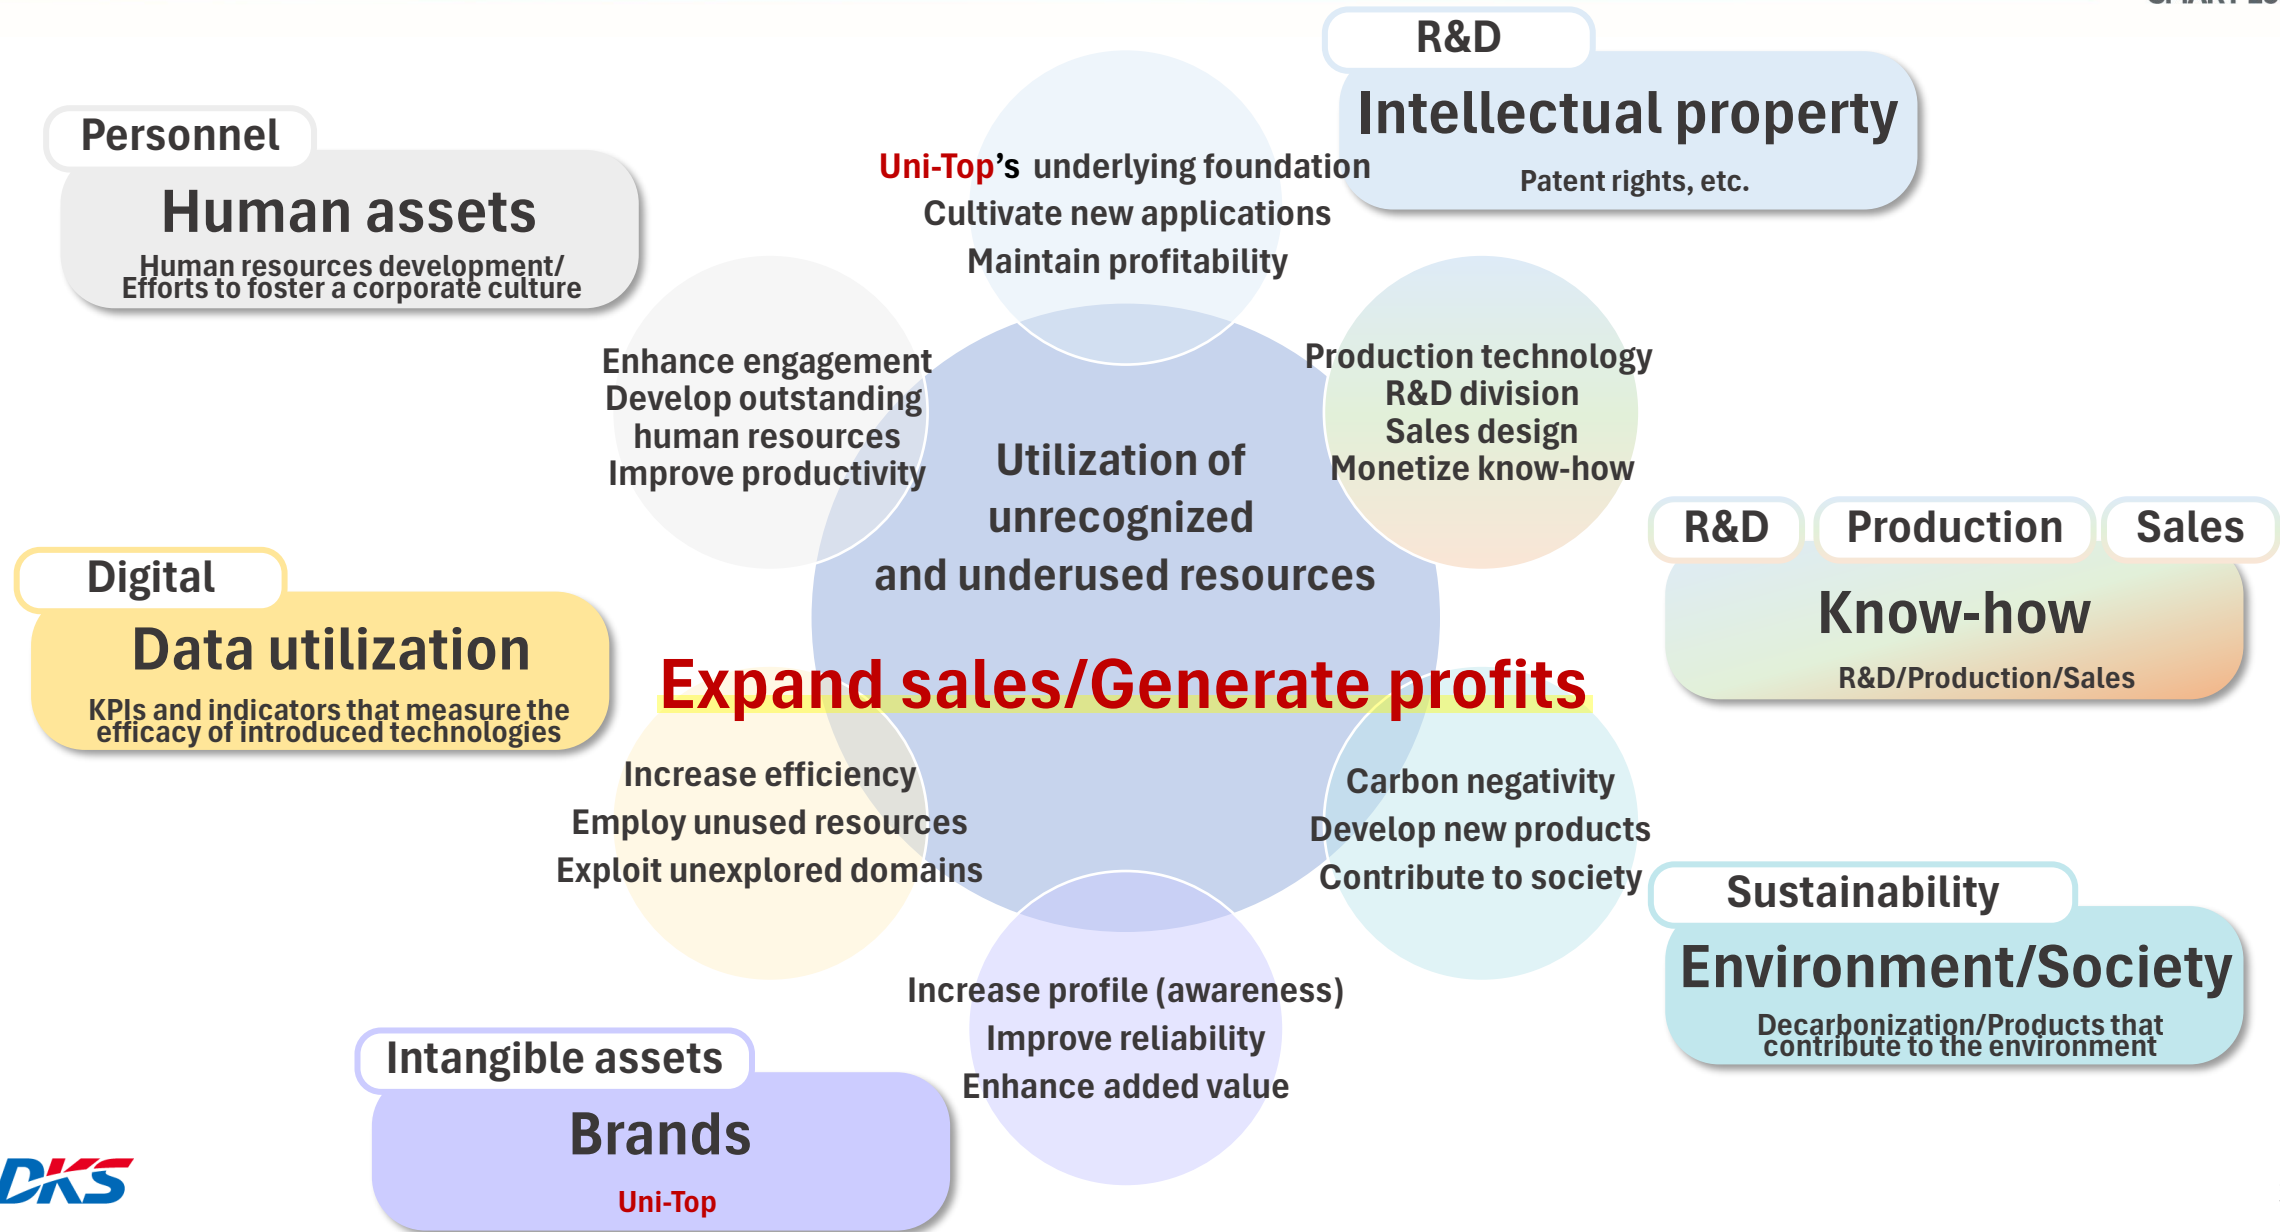 R&D
Intellectual property
Patent rights, etc.
Personnel
Human assets
Human resources development/
Efforts to foster a corporate culture
Uni-Top's underlying foundation
Cultivate new applications
Maintain profitability
Enhance engagement
Develop outstanding
human resources
Improve productivity
Production technology
R&D division
Sales design
Monetize know-how
Utilization of
unrecognized
and underused resources
Expand sales/Generate profits
R&D Production Sales
Know-how
R&D/Production/Sales
Digital
Data utilization
KPIs and indicators that measure the
efficacy of introduced technologies
Increase efficiency
Employ unused resources
Exploit unexplored domains
Carbon negativity
Develop new products
Contribute to society
Sustainability
Environment/Society
Decarbonization/Products that
contribute to the environment
Increase profile (awareness)
Improve reliability
Enhance added value
Intangible assets
Brands
Uni-Top
DKS